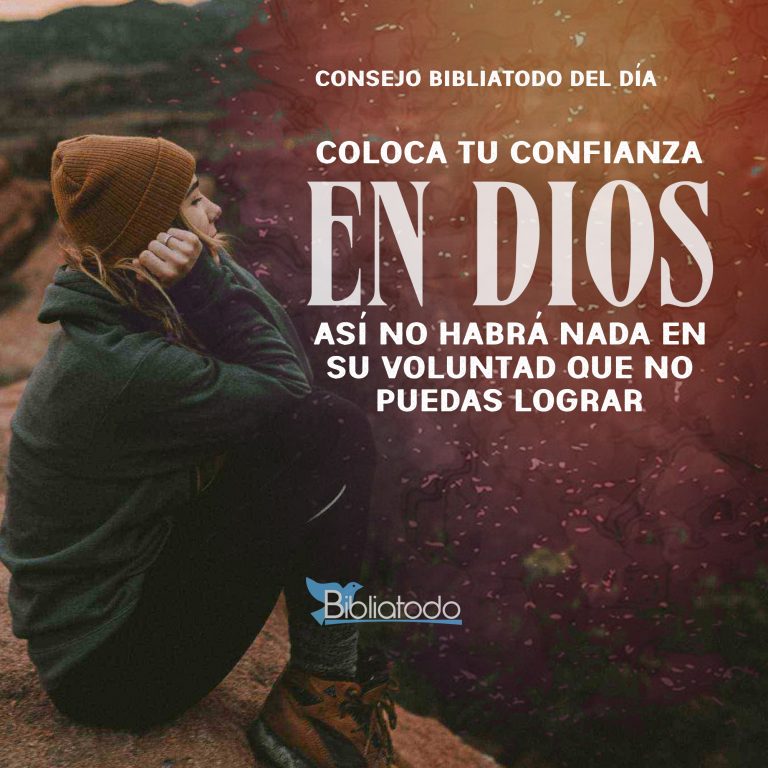 CONSEJO BIBLIATODO DEL DÍA
COLOCA TU CONFIANZA
EN DIOS
ASÍ NO HABRÁ NADA EN
SU VOLUNTAD QUE NO
PUEDAS LOGRAR
Bibliatodo